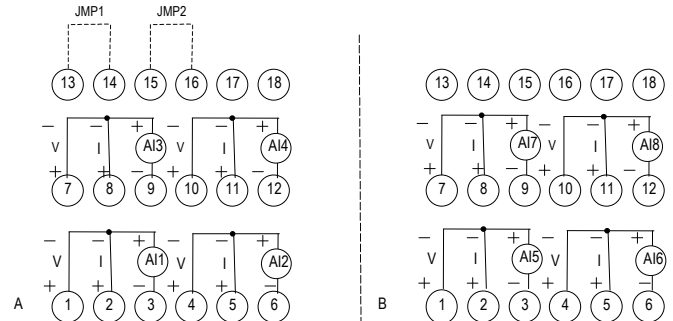 JMP1 JMP2
13 14 15 16 17 18 13 14 15 16 17 18
− − + − − + − − + − − +
V I AI3 V I AI4 V I AI7 V I AI8
+ + − + + − + + − + + −
7 8 9 10 11 12 7 8 9 10 11 12
− − + − − + − − + − − +
V I AI1 V I AI2 V I AI5 V I AI6
+ + − + + − + + − + + −
A 1 2 3 4 5 6 B 1 2 3 4 5 6